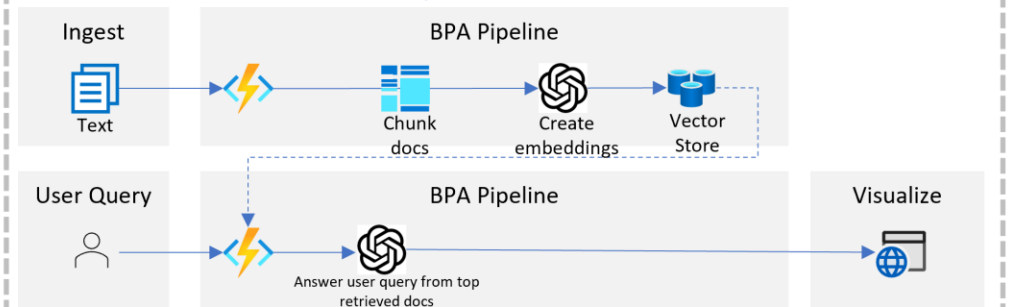 Ingest
BPA Pipeline
Text
Chunk
docs
Create
embeddings
Vector
Store
User Query
BPA Pipeline
Visualize
Answer user query from top
retrieved docs